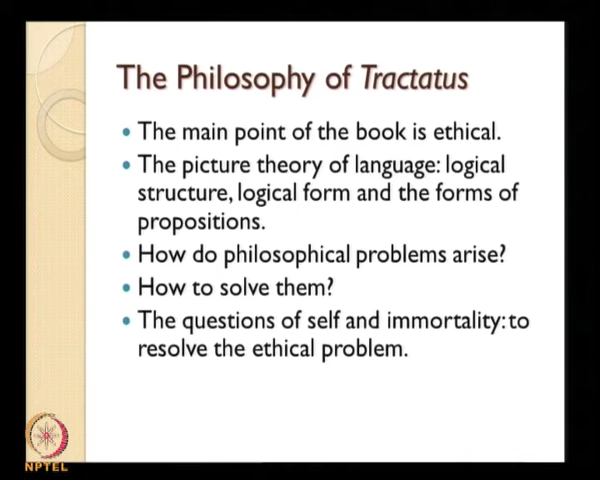 The Philosophy of Tractatus
• The main point of the book is ethical.
• The picture theory of language: logical
structure, logical form and the forms of
propositions.
• How do philosophical problems arise?
• How to solve them?
• The questions of self and immortality: to
resolve the ethical problem.
NPTEL